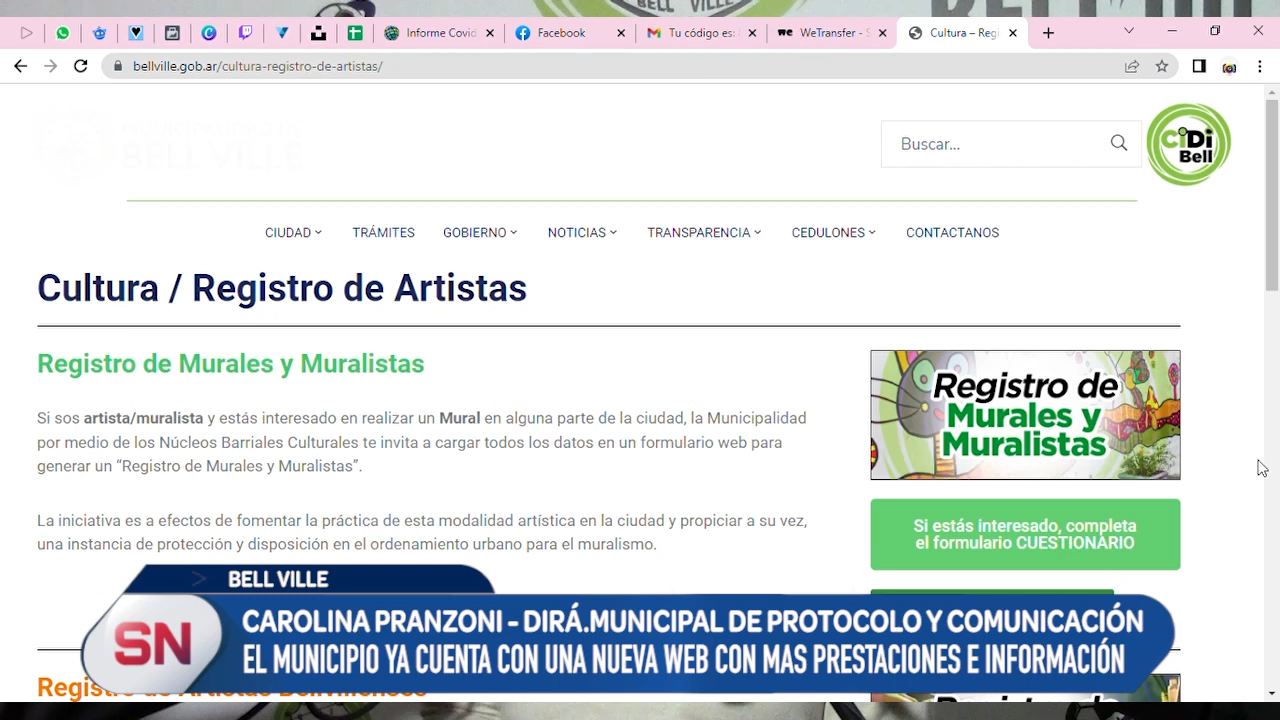 BELL VILLE
Informe Covid
Facebook
Tu código es:
WeTransfer - S
Cultura – Regi
bellville.gob.ar/cultura-registro-de-artistas/
BELL VILLE
Buscar...
CiDi
Bell
CIUDAD
TRÁMITES
GOBIERNO
NOTICIAS
TRANSPARENCIA
CEDULONES
CONTACTANOS
Cultura / Registro de Artistas
Registro de Murales y Muralistas
Si sos artista/muralista y estás interesado en realizar un Mural en alguna parte de la ciudad, la Municipalidad
por medio de los Núcleos Barriales Culturales te invita a cargar todos los datos en un formulario web para
generar un “Registro de Murales y Muralistas”.
La iniciativa es a efectos de fomentar la práctica de esta modalidad artística en la ciudad y propiciar a su vez,
una instancia de protección y disposición en el ordenamiento urbano para el muralismo.
Registro de
Murales y
Muralistas
Si estás interesado, completa
el formulario CUESTIONARIO
> BELL VILLE
SN
CAROLINA PRANZONI - DIRÁ.MUNICIPAL DE PROTOCOLO Y COMUNICACIÓN
EL MUNICIPIO YA CUENTA CON UNA NUEVA WEB CON MAS PRESTACIONES E INFORMACIÓN